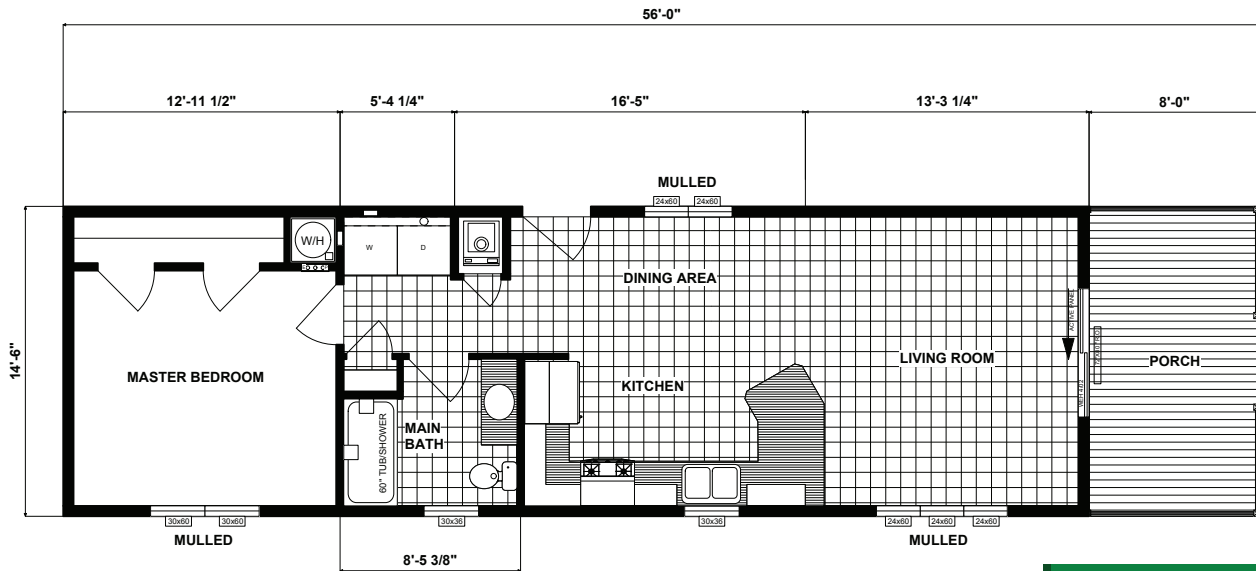 56'-0"
12'-11 1/2" 5'-4 1/4" 16'-5" 13'-3 1/4" 8'-0"
MULLED
24x60 24x60
14'-6"
W/H
W D
DINING AREA
ACTIVE PANEL
MASTER BEDROOM
KITCHEN
LIVING ROOM
PORCH
MAIN
BATH
60" TUB/SHOWER
30x60 30x60
30x36
30x36
24x60 24x60 24x60
MULLED
MULLED
8'-5 3/8"